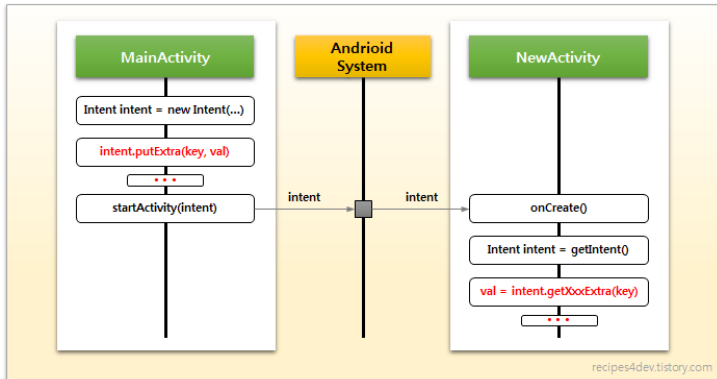 MainActivity
Andrioid
System
NewActivity
Intent intent = new Intent(...)
intent.putExtra(key, val)
•••
startActivity(intent)
intent
intent
onCreate()
Intent intent = getIntent()
val = intent.getXxxExtra(key)
•••
recipes4dev.tistory.com